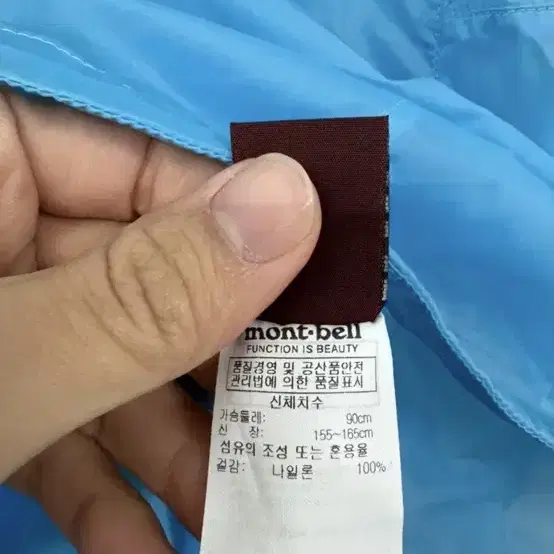 mont-bell
FUNCTION IS BEAUTY
품질경영 및 공산품안전
관리법에 의한 품질표시
신체치수
가슴둘레: 90cm
신 장: 155~165cm
섬유의 조성 또는 혼용율
겉감: 나일론 100%